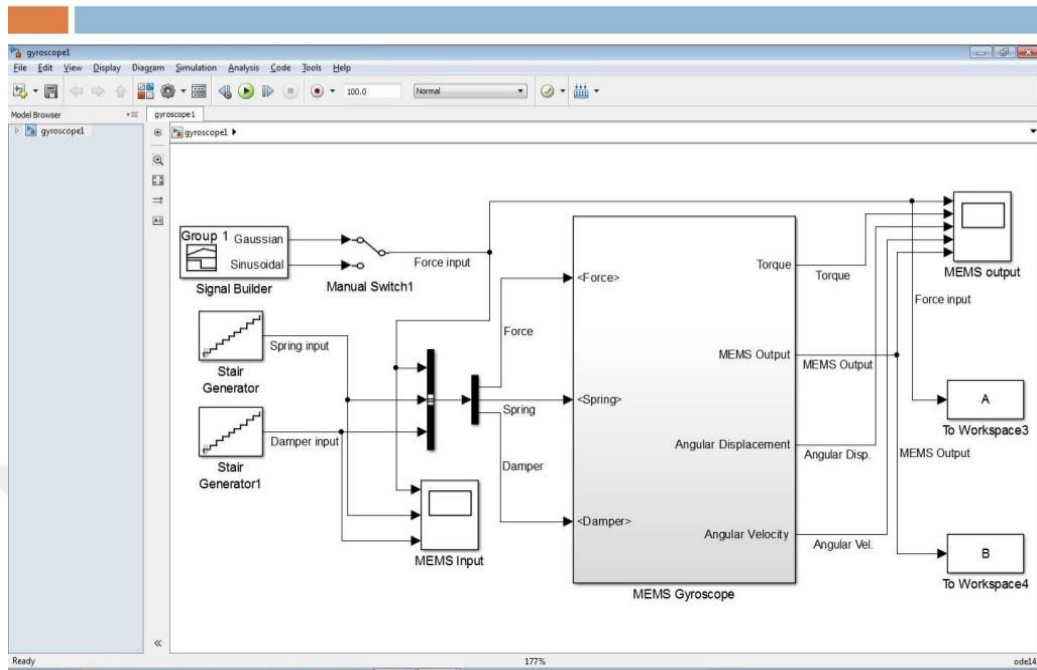 gyroscope1
File Edit View Display Diagram Simulation Analysis Code Tools Help
100.0 Normal
Model Browser
gyroscope1
gyroscope1
gyroscope1
Group 1 Gaussian
Sinusoidal
Signal Builder
Manual Switch1
Force input
Stair
Generator
Spring input
Stair
Generator1
Damper input
MEMS Input
Force
Spring
Damper
<Force>
<Spring>
<Damper>
Torque
MEMS Output
Angular Displacement
Angular Velocity
MEMS Gyroscope
Torque
MEMS Output
Angular Disp.
Angular Vel.
MEMS output
Force input
A
To Workspace3
MEMS Output
B
To Workspace4
Ready 177% ode14